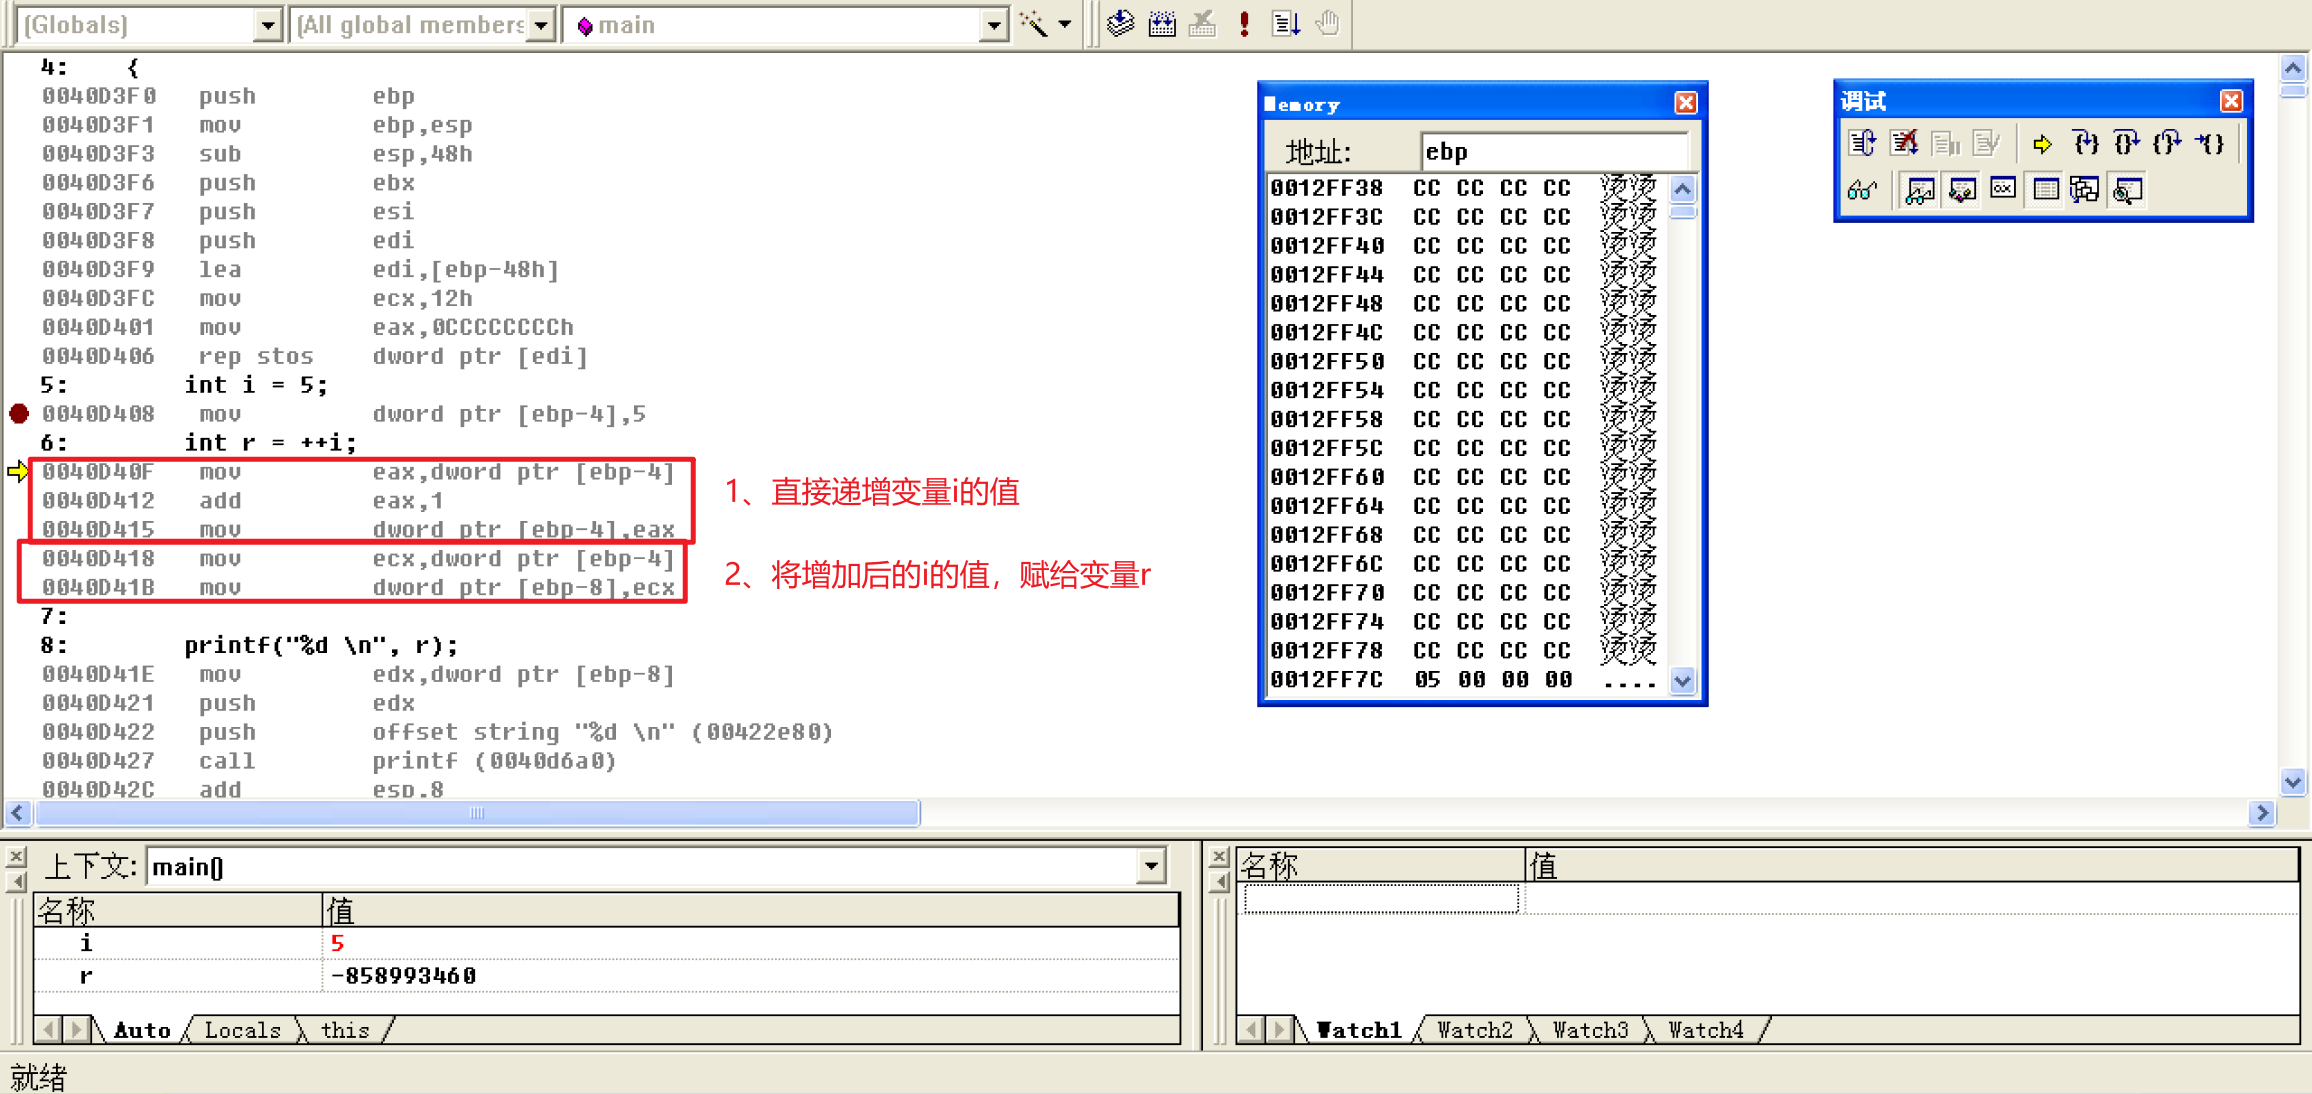 (Globals)
(All global members
main
4: {
0040D3F0 push ebp
0040D3F1 mov ebp,esp
0040D3F3 sub esp,48h
0040D3F6 push ebx
0040D3F7 push esi
0040D3F8 push edi
0040D3F9 lea edi,[ebp-48h]
0040D3FC mov ecx,12h
0040D401 mov eax,0CCCCCCCCh
0040D406 rep stos dword ptr [edi]
5: int i = 5;
0040D408 mov dword ptr [ebp-4],5
6: int r = ++i;
0040D40F mov eax,dword ptr [ebp-4]
0040D412 add eax,1
0040D415 mov dword ptr [ebp-4],eax
0040D418 mov ecx,dword ptr [ebp-4]
0040D41B mov dword ptr [ebp-8],ecx
7:
8: printf("%d \n", r);
0040D41E mov edx,dword ptr [ebp-8]
0040D421 push edx
0040D422 push offset string "%d \n" (00422e80)
0040D427 call printf (0040d6a0)
0040D42C add esp,8
1、直接递增变量i的值
2、将增加后的i的值，赋给变量r
Memory
地址: ebp
0012FF38 CC CC CC CC 烫烫
0012FF3C CC CC CC CC 烫烫
0012FF40 CC CC CC CC 烫烫
0012FF44 CC CC CC CC 烫烫
0012FF48 CC CC CC CC 烫烫
0012FF4C CC CC CC CC 烫烫
0012FF50 CC CC CC CC 烫烫
0012FF54 CC CC CC CC 烫烫
0012FF58 CC CC CC CC 烫烫
0012FF5C CC CC CC CC 烫烫
0012FF60 CC CC CC CC 烫烫
0012FF64 CC CC CC CC 烫烫
0012FF68 CC CC CC CC 烫烫
0012FF6C CC CC CC CC 烫烫
0012FF70 CC CC CC CC 烫烫
0012FF74 CC CC CC CC 烫烫
0012FF78 CC CC CC CC 烫烫
0012FF7C 05 00 00 00 ....
调试
上下文: main()
名称 值
i 5
r -858993460
Auto Locals this
名称 值
Watch1 Watch2 Watch3 Watch4
就绪